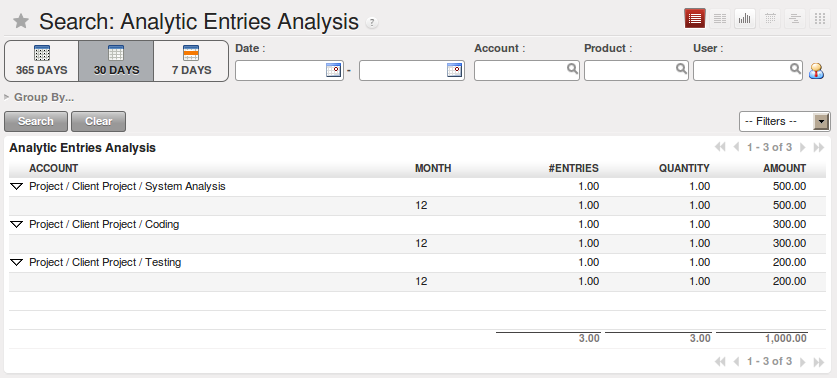 Search: Analytic Entries Analysis ?
365 DAYS 30 DAYS 7 DAYS
Date : - Account : Product : User :
Group By...
Search Clear -- Filters --
Analytic Entries Analysis 1 - 3 of 3
ACCOUNT MONTH #ENTRIES QUANTITY AMOUNT
Project / Client Project / System Analysis 1.00 1.00 500.00
12 1.00 1.00 500.00
Project / Client Project / Coding 1.00 1.00 300.00
12 1.00 1.00 300.00
Project / Client Project / Testing 1.00 1.00 200.00
12 1.00 1.00 200.00
3.00 3.00 1,000.00
1 - 3 of 3